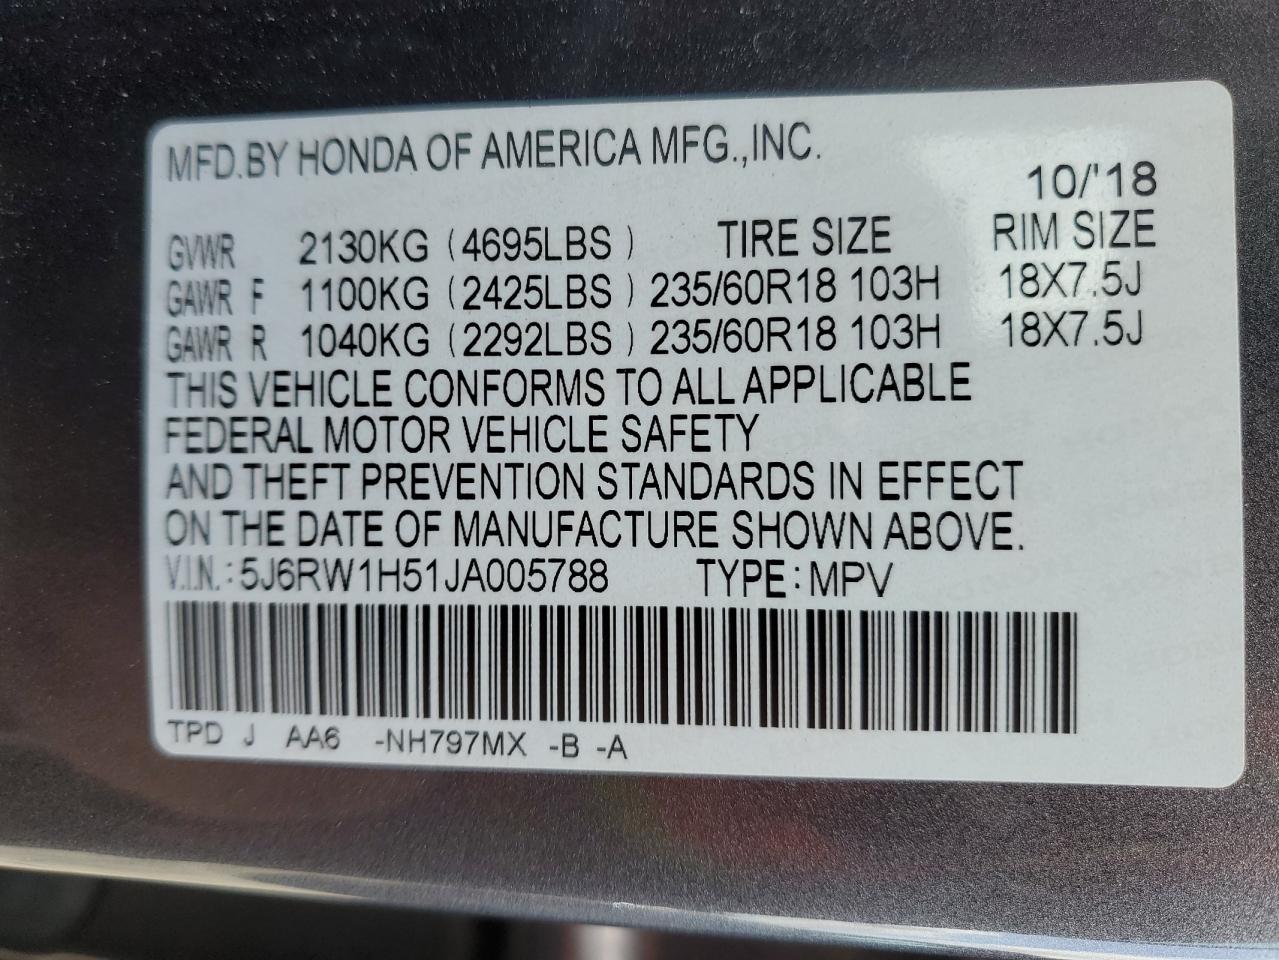 MFD.BY HONDA OF AMERICA MFG.,INC.
10/'18
GVWR 2130KG (4695LBS ) TIRE SIZE RIM SIZE
GAWR F 1100KG (2425LBS ) 235/60R18 103H 18X7.5J
GAWR R 1040KG (2292LBS ) 235/60R18 103H 18X7.5J
THIS VEHICLE CONFORMS TO ALL APPLICABLE
FEDERAL MOTOR VEHICLE SAFETY
AND THEFT PREVENTION STANDARDS IN EFFECT
ON THE DATE OF MANUFACTURE SHOWN ABOVE.
V.I.N.: 5J6RW1H51JA005788 TYPE: MPV
TPD J AA6 -NH797MX -B -A